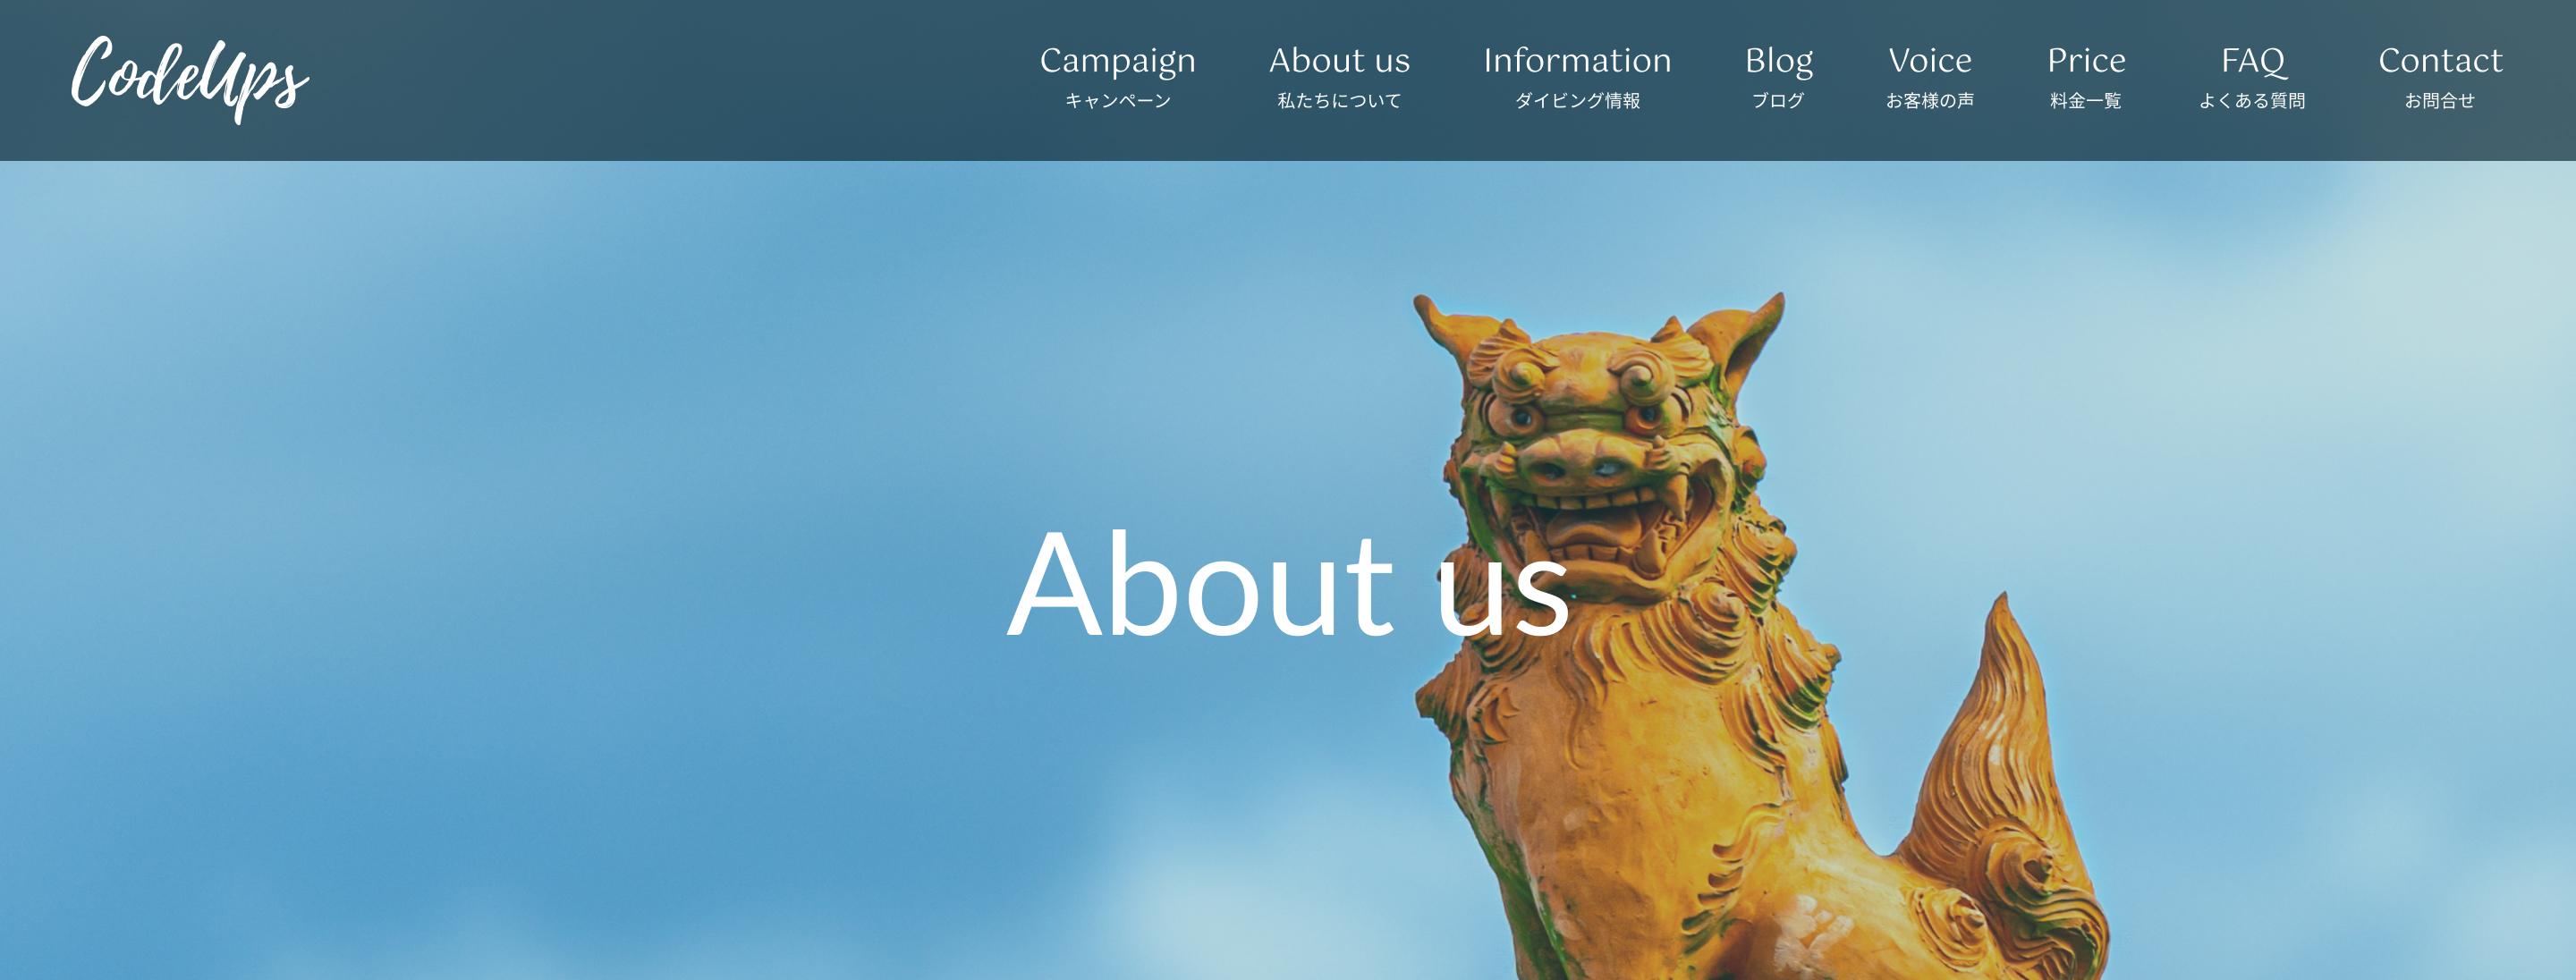 CodeUps
Campaign About us Information Blog Voice Price FAQ Contact
キャンペーン 私たちについて ダイビング情報 ブログ お客様の声 料金一覧 よくある質問 お問合せ
About us